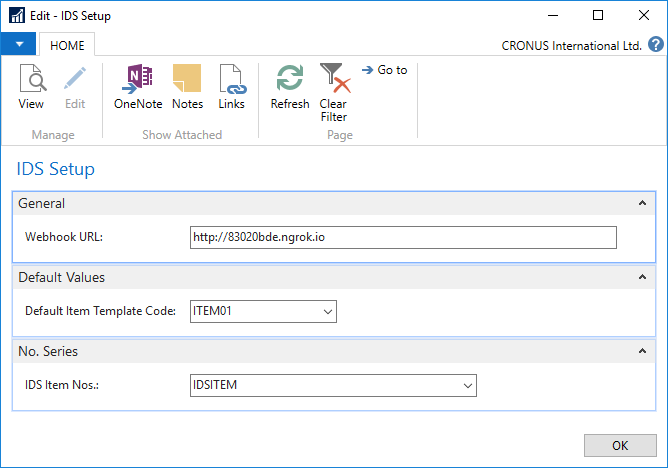 Edit - IDS Setup
HOME
CRONUS International Ltd.
?
View
Edit
OneNote
Notes
Links
Refresh
Clear
Filter
Go to
Manage
Show Attached
Page
IDS Setup
General
Webhook URL:
http://83020bde.ngrok.io
Default Values
Default Item Template Code:
ITEM01
No. Series
IDS Item Nos.:
IDSITEM
OK